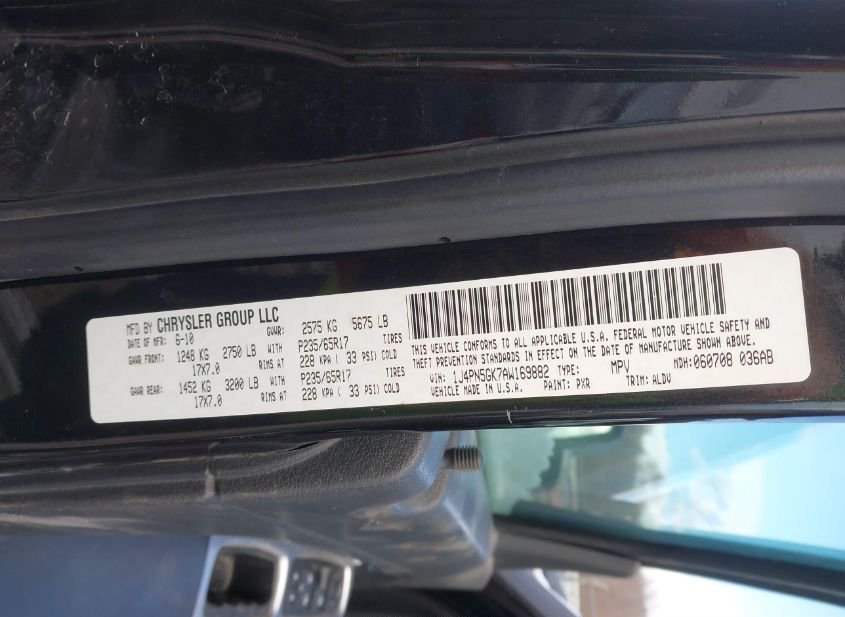 MFD BY CHRYSLER GROUP LLC
DATE OF MFR: 6-10 GVWR: 2575 KG 5675 LB
GAWR FRONT: 1248 KG 2750 LB WITH P235/65R17 TIRES
17X7.0 RIMS AT 228 KPA ( 33 PSI) COLD
GAWR REAR: 1452 KG 3200 LB WITH P235/65R17 TIRES
17X7.0 RIMS AT 228 KPA ( 33 PSI) COLD
THIS VEHICLE CONFORMS TO ALL APPLICABLE U.S.A. FEDERAL MOTOR VEHICLE SAFETY AND
THEFT PREVENTION STANDARDS IN EFFECT ON THE DATE OF MANUFACTURE SHOWN ABOVE.
VIN: 1J4PN5GK7AW169882 TYPE: MPV MDH:060708 036AB
VEHICLE MADE IN U.S.A. PAINT: PXR TRIM: ALDV